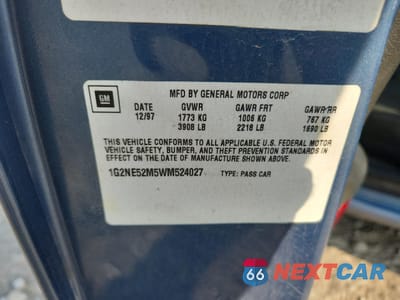 GM
MFD BY GENERAL MOTORS CORP
DATE GVWR GAWR FRT GAWR RR
12/97 1773 KG 1006 KG 767 KG
3908 LB 2218 LB 1690 LB
THIS VEHICLE CONFORMS TO ALL APPLICABLE U.S. FEDERAL MOTOR
VEHICLE SAFETY, BUMPER, AND THEFT PREVENTION STANDARDS IN
EFFECT ON THE DATE OF MANUFACTURE SHOWN ABOVE.
1G2NE52M5WM524027 TYPE: PASS CAR
66 NEXTCAR